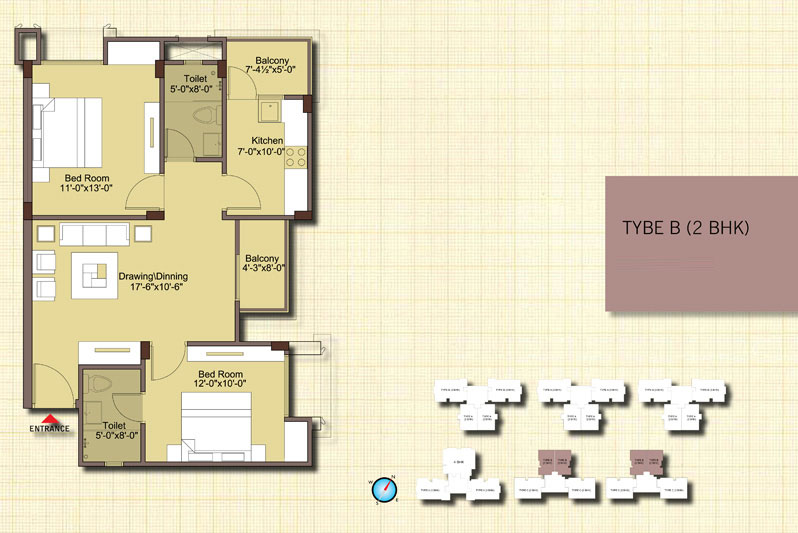 Balcony
7'-4½"x5'-0"
Toilet
5'-0"x8'-0"
Kitchen
7'-0"x10'-0"
Bed Room
11'-0"x13'-0"
TYBE B (2 BHK)
Balcony
4'-3"x8'-0"
Drawing\Dinning
17'-6"x10'-6"
Bed Room
12'-0"x10'-0"
Toilet
5'-0"x8'-0"
ENTRANCE
N
W
E
S